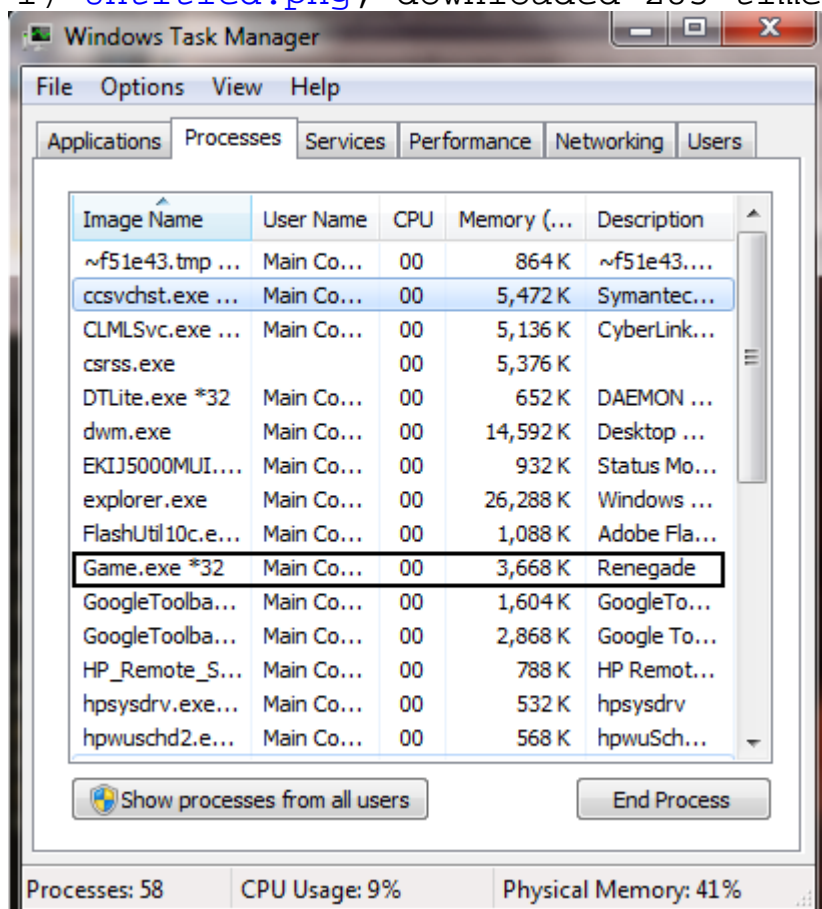 1) Untitled.png, downloaded 205 time
Windows Task Manager
File Options View Help
Applications Processes Services Performance Networking Users
Image Name User Name CPU Memory (... Description
~f51e43.tmp ... Main Co... 00 864 K ~f51e43....
ccsvchst.exe ... Main Co... 00 5,472 K Symantec...
CLMLSvc.exe ... Main Co... 00 5,136 K CyberLink...
csrss.exe 00 5,376 K
DTLite.exe *32 Main Co... 00 652 K DAEMON ...
dwm.exe Main Co... 00 14,592 K Desktop ...
EKIJ5000MUI.... Main Co... 00 932 K Status Mo...
explorer.exe Main Co... 00 26,288 K Windows ...
FlashUtil10c.e... Main Co... 00 1,088 K Adobe Fla...
Game.exe *32 Main Co... 00 3,668 K Renegade
GoogleToolba... Main Co... 00 1,604 K GoogleTo...
GoogleToolba... Main Co... 00 2,868 K Google To...
HP_Remote_S... Main Co... 00 788 K HP Remot...
hpsysdrv.exe... Main Co... 00 532 K hpsysdrv
hpwuschd2.e... Main Co... 00 568 K hpwuSch...
Show processes from all users End Process
Processes: 58 CPU Usage: 9% Physical Memory: 41%